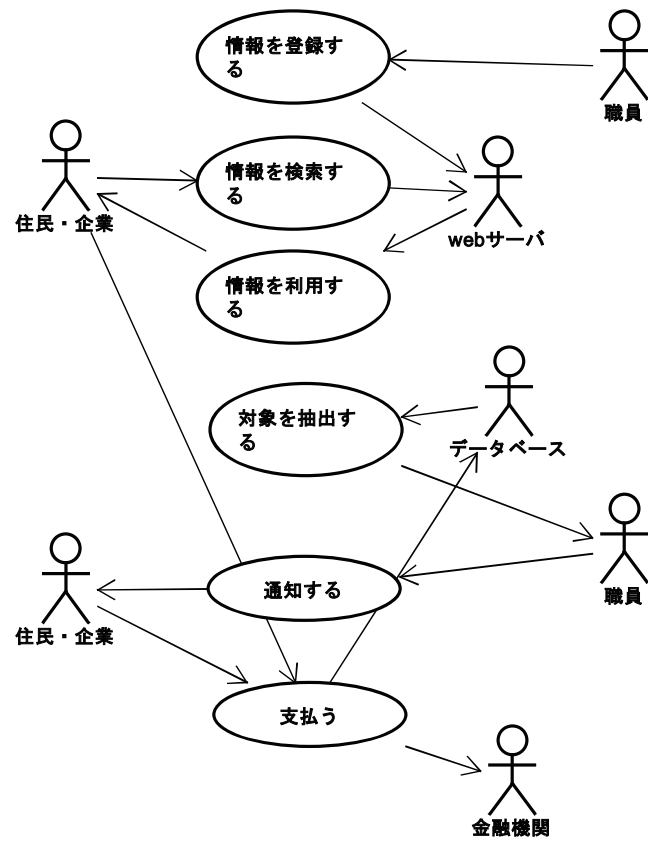 情報を登録す
る
職員
情報を検索す
る
住民・企業
webサーバ
情報を利用す
る
対象を抽出す
る
データベース
通知する
職員
住民・企業
支払う
金融機関